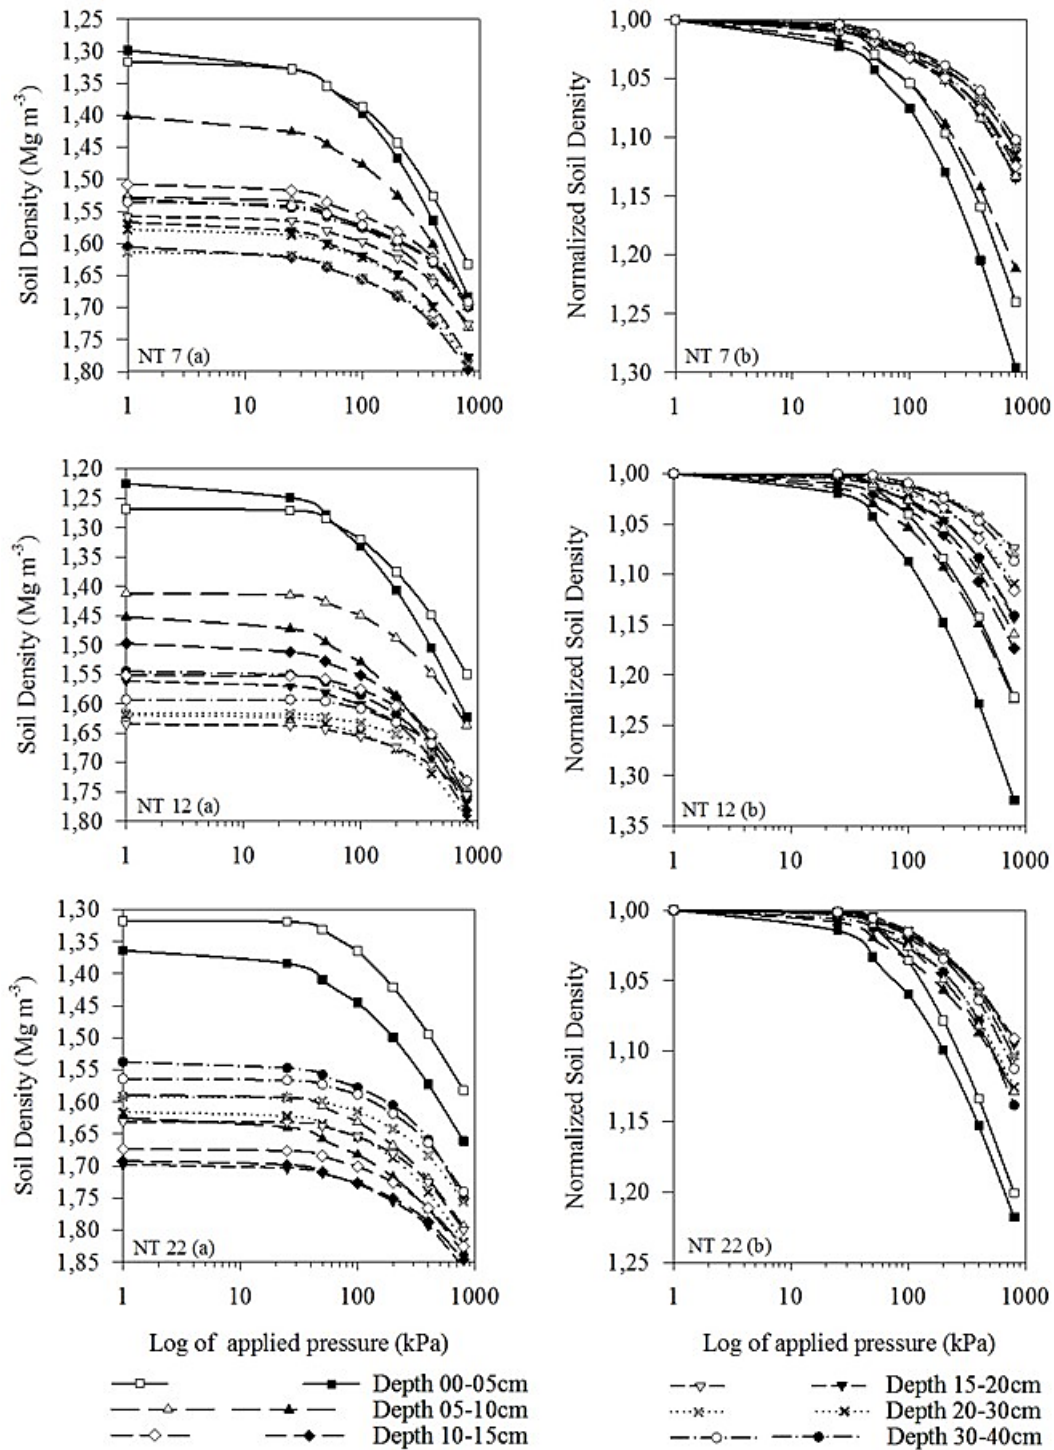 1,25
1,30
1,35
1,40
1,45
1,50
1,55
1,60
1,65
1,70
1,75
1,80
Soil Density (Mg m-3)
NT 7 (a)
1 10 100 1000
1,00
1,05
1,10
1,15
1,20
1,25
1,30
Normalized Soil Density
NT 7 (b)
1 10 100 1000
1,20
1,25
1,30
1,35
1,40
1,45
1,50
1,55
1,60
1,65
1,70
1,75
1,80
Soil Density (Mg m-3)
NT 12 (a)
1 10 100 1000
1,00
1,05
1,10
1,15
1,20
1,25
1,30
1,35
Normalized Soil Density
NT 12 (b)
1 10 100 1000
1,30
1,35
1,40
1,45
1,50
1,55
1,60
1,65
1,70
1,75
1,80
1,85
Soil Density (Mg m-3)
NT 22 (a)
1 10 100 1000
Log of applied pressure (kPa)
1,00
1,05
1,10
1,15
1,20
1,25
Normalized Soil Density
NT 22 (b)
1 10 100 1000
Log of applied pressure (kPa)
Depth 00-05cm
Depth 05-10cm
Depth 10-15cm
Depth 15-20cm
Depth 20-30cm
Depth 30-40cm